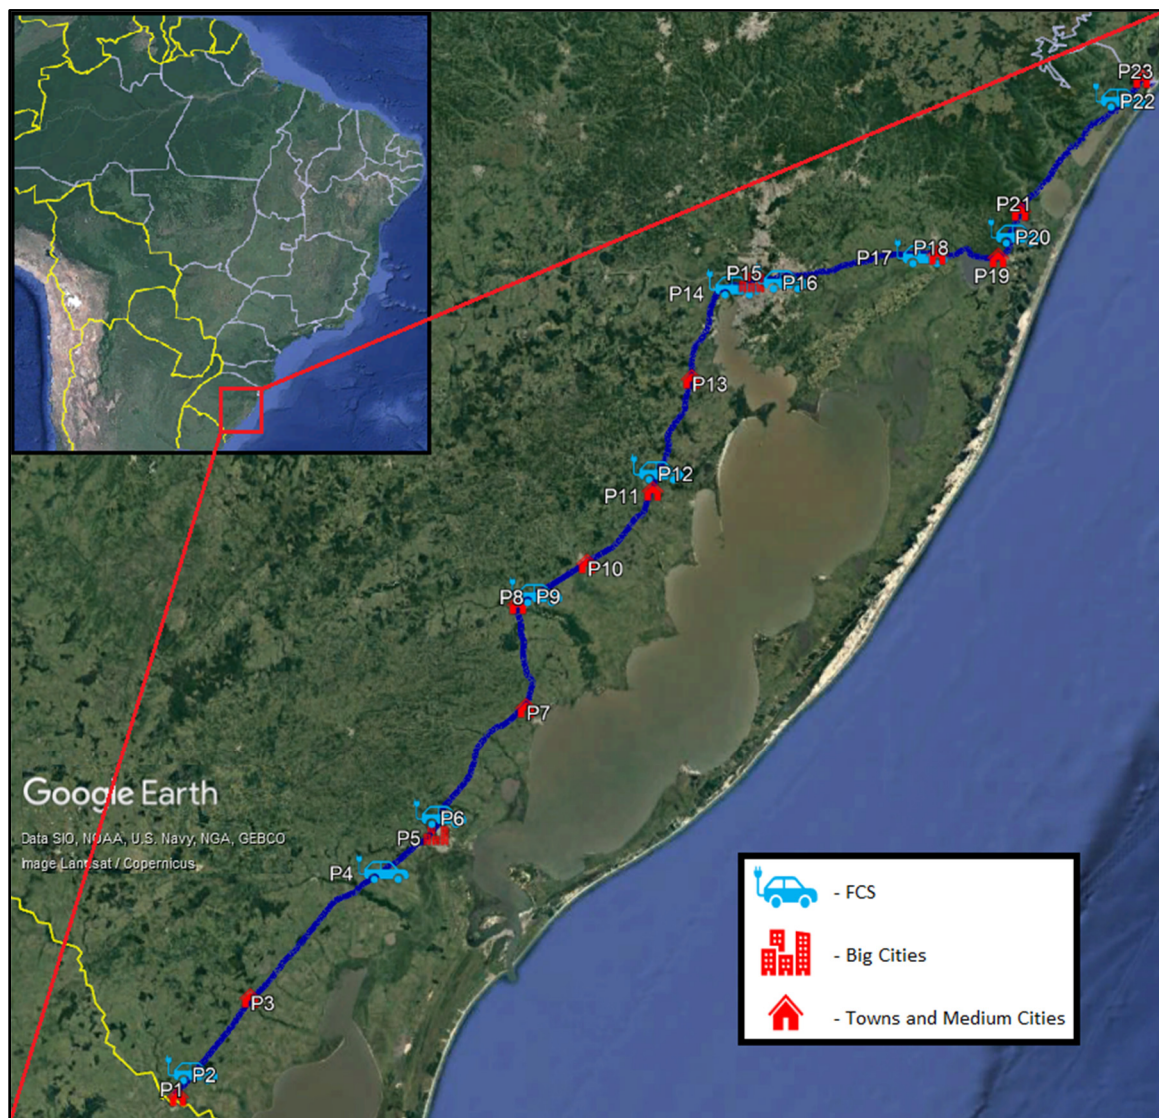 P23
P22
P21
P20
P17
P18
P19
P15
P16
P14
P13
P12
P11
P10
P8
P9
P7
Google Earth
Data SIO, NOAA, U.S. Navy, NGA, GEBCO
Image Landsat / Copernicus
P6
P5
P4
- FCS
- Big Cities
P3
- Towns and Medium Cities
P2
P1